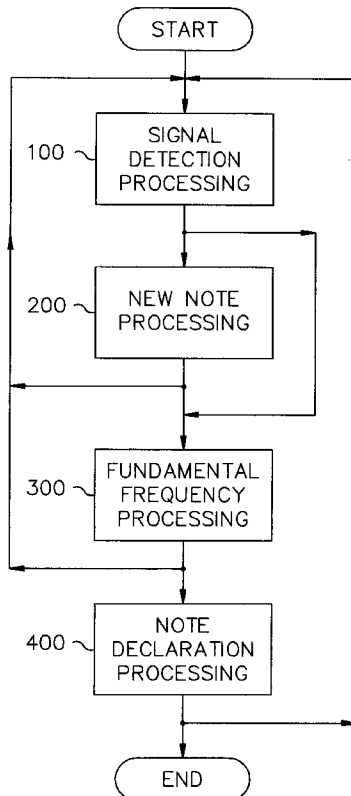 START
100
SIGNAL
DETECTION
PROCESSING
200
NEW NOTE
PROCESSING
300
FUNDAMENTAL
FREQUENCY
PROCESSING
400
NOTE
DECLARATION
PROCESSING
END